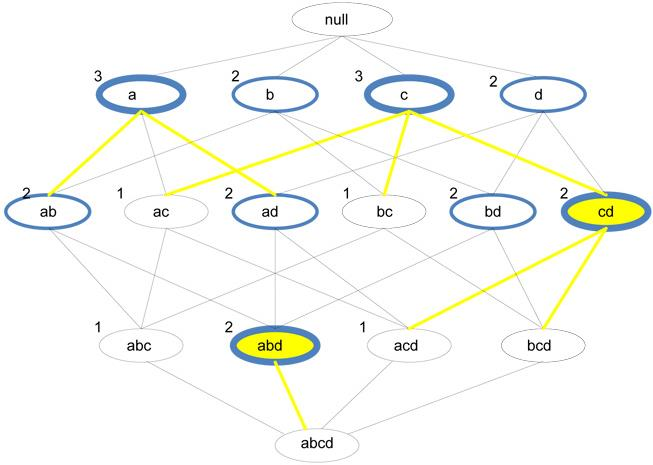 null
3 a 2 b 3 c 2 d
2 ab 1 ac 2 ad 1 bc 2 bd 2 cd
1 abc 2 abd 1 acd bcd
abcd